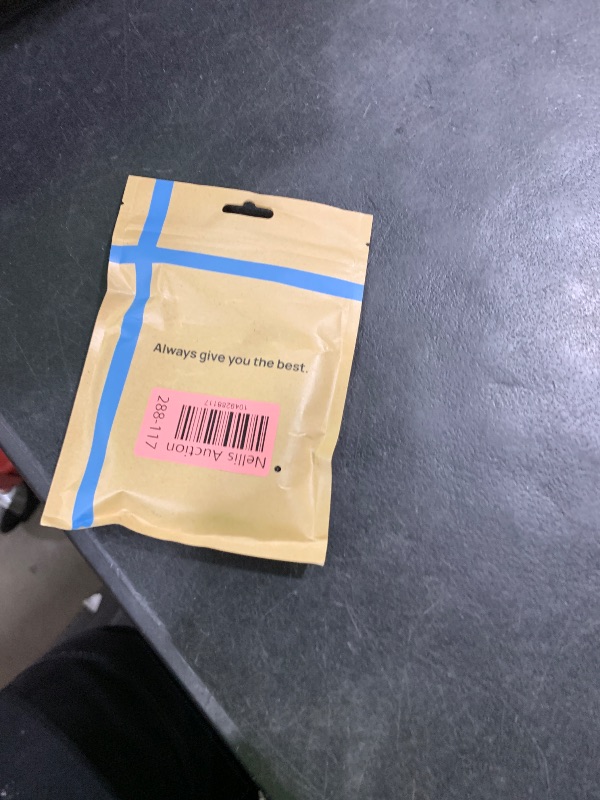 Always give you the best.
Nellis Auction
288-117